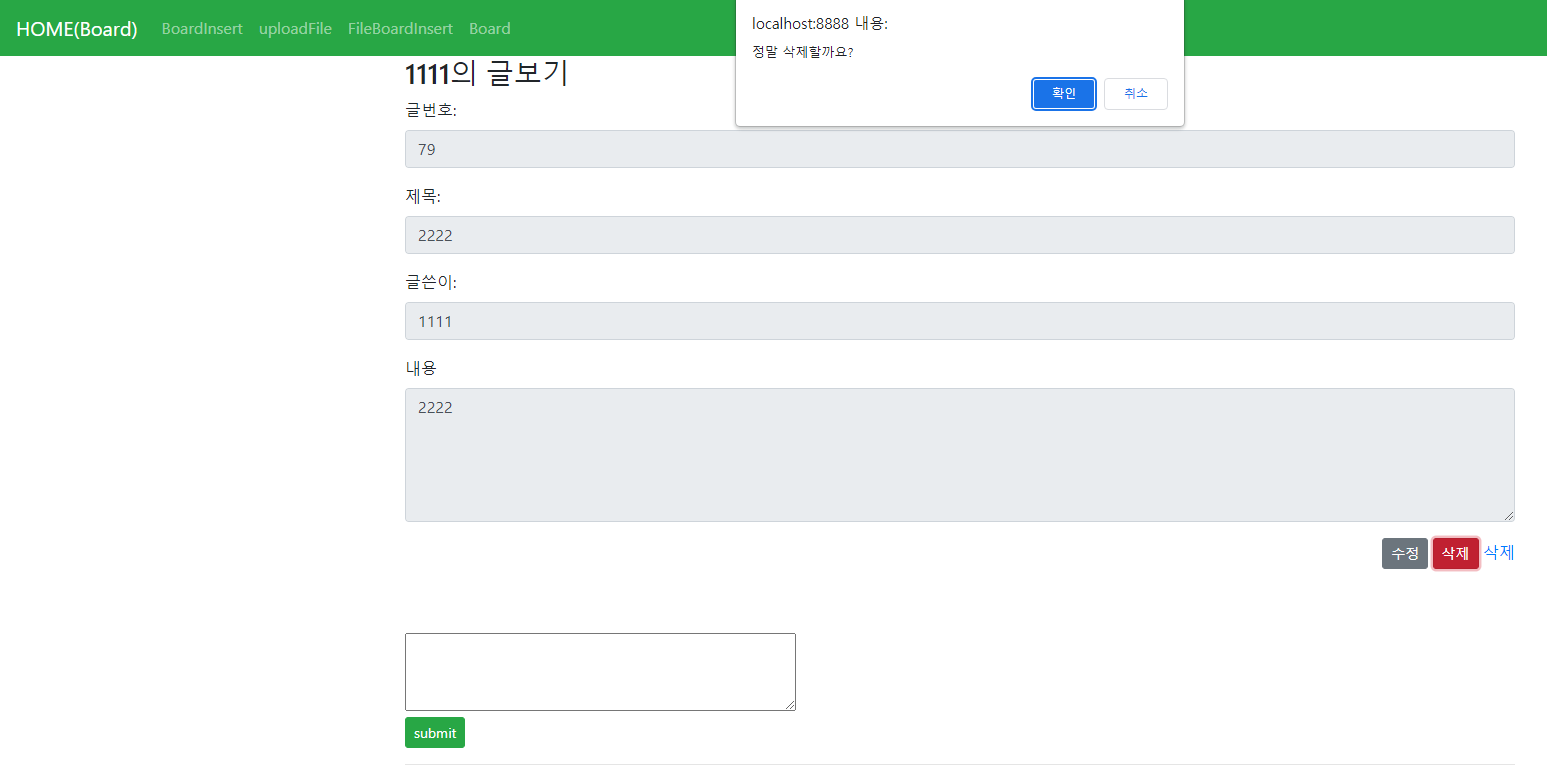 HOME(Board) BoardInsert uploadFile FileBoardInsert Board
localhost:8888 내용:
정말 삭제할까요?
확인 취소
1111의 글보기
글번호:
79
제목:
2222
글쓴이:
1111
내용
2222
수정 삭제 삭제
submit